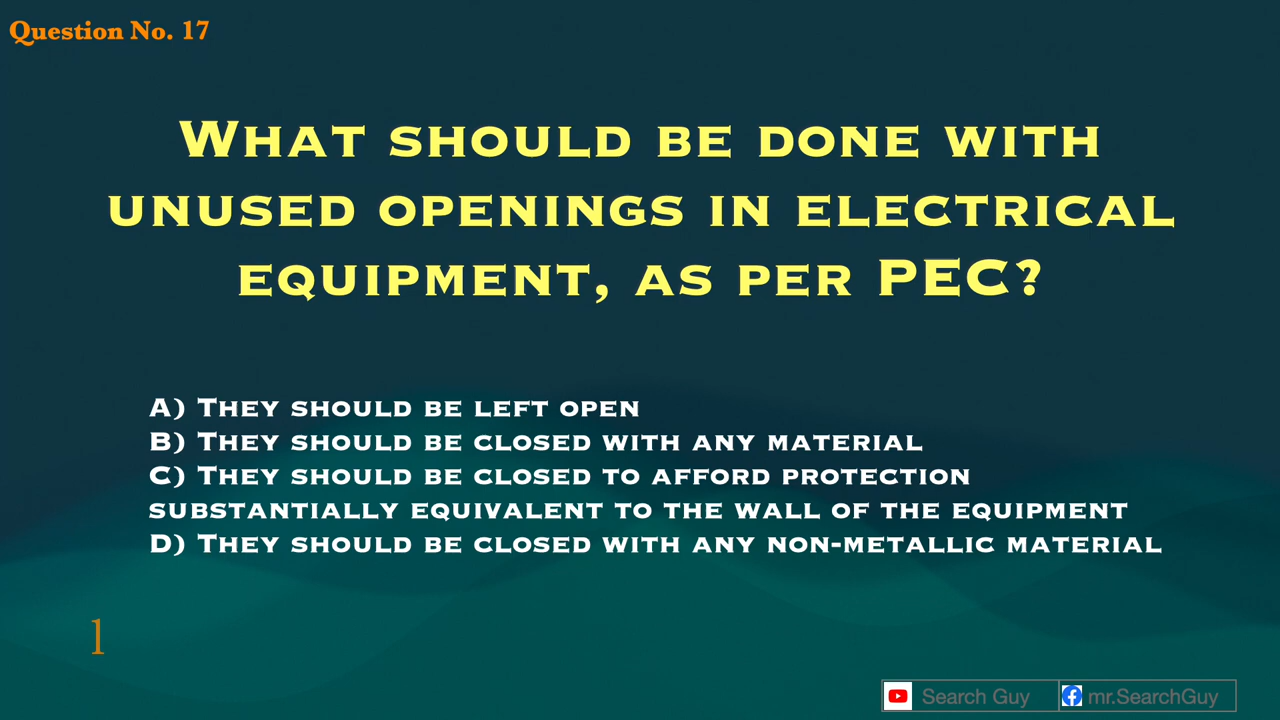 Question No. 17
What should be done with
unused openings in electrical
equipment, as per PEC?
A) They should be left open
B) They should be closed with any material
C) They should be closed to afford protection
substantially equivalent to the wall of the equipment
D) They should be closed with any non-metallic material
1
Search Guy
mr.SearchGuy